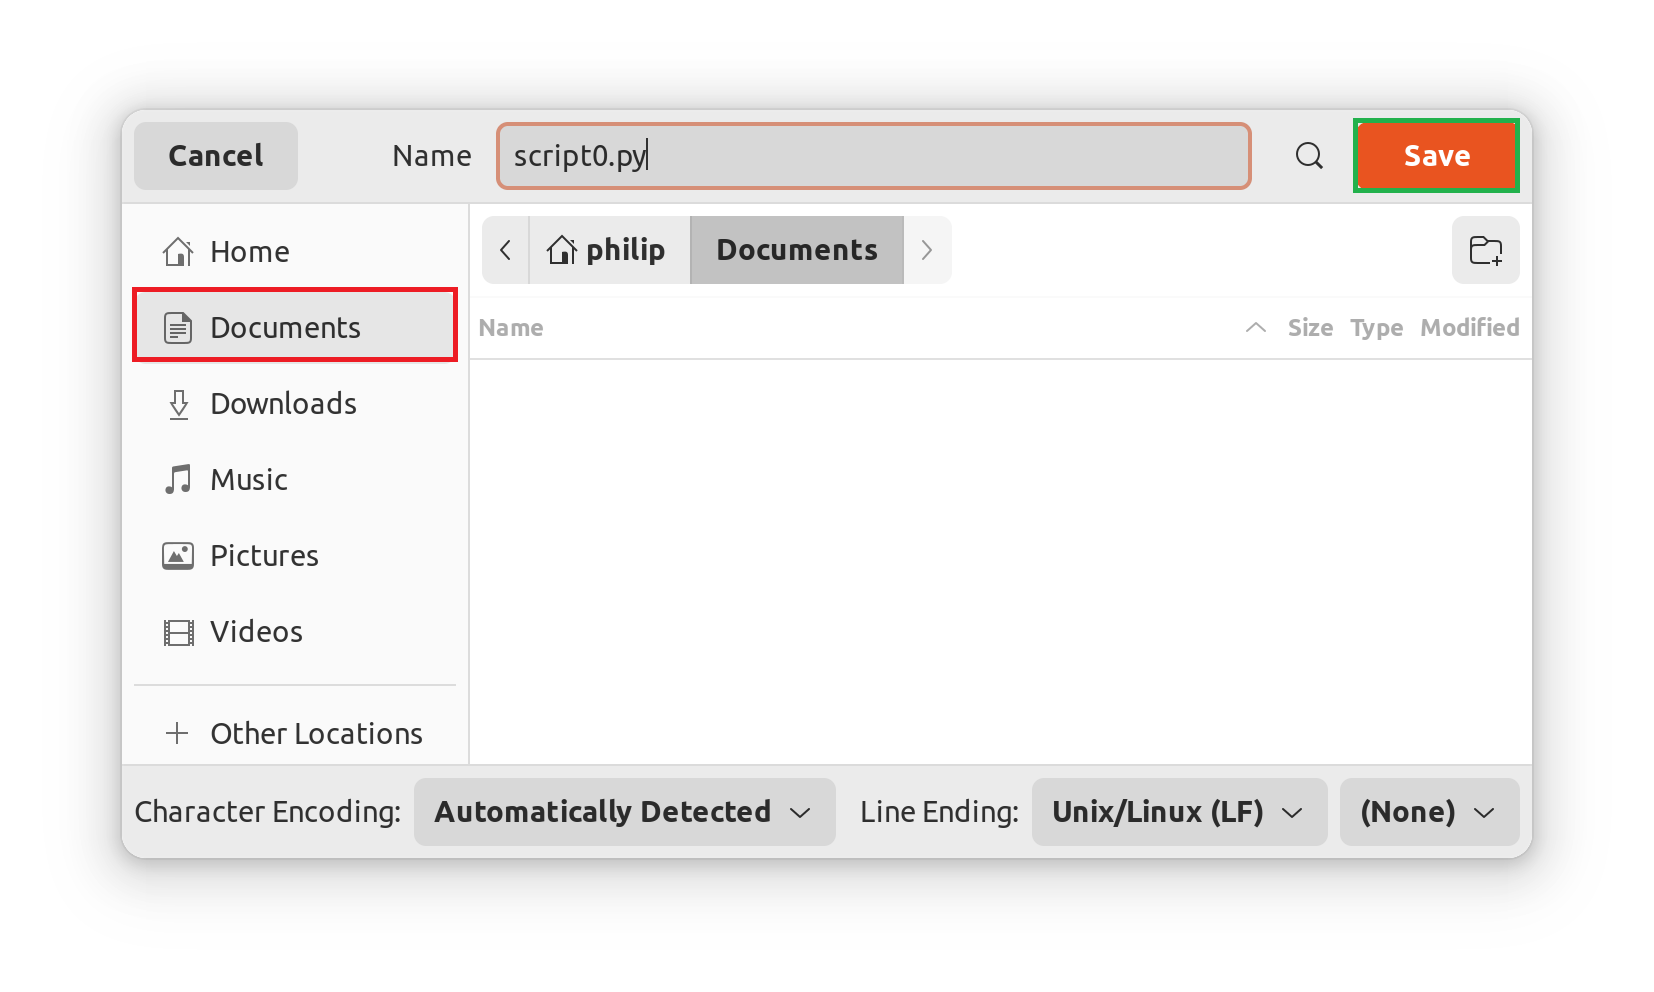 Cancel Name script0.py Save
Home
Documents
Downloads
Music
Pictures
Videos
Other Locations
philip Documents
Name Size Type Modified
Character Encoding: Automatically Detected Line Ending: Unix/Linux (LF) (None)